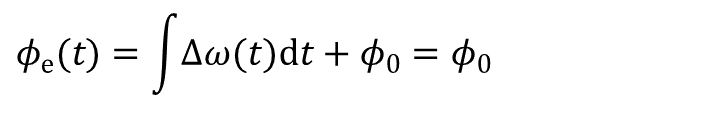 ϕₑ(t) = ∫Δω(t)dt + ϕ₀ = ϕ₀